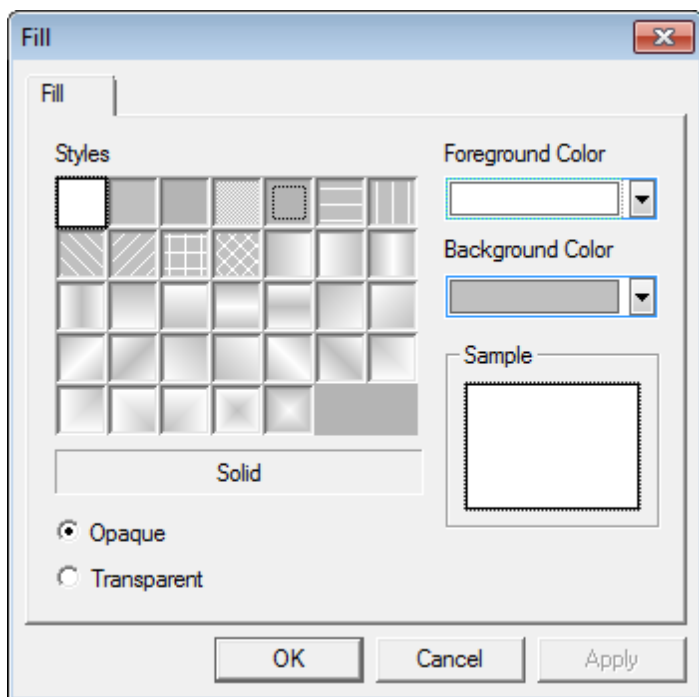 Fill
Fill
Styles
Foreground Color
Background Color
Sample
Solid
Opaque
Transparent
OK
Cancel
Apply